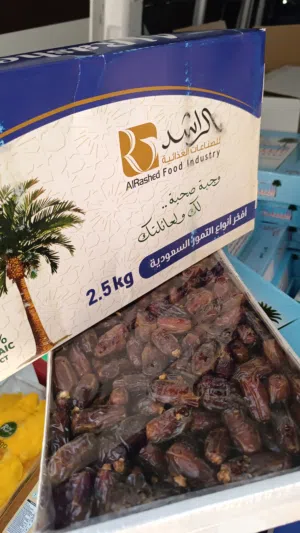 الراشد
للصناعات الغذائية
AlRashed Food Industry
وجبة صحية..
لك ولعائلتك
أفخر أنواع التمور السعودية
2.5kg